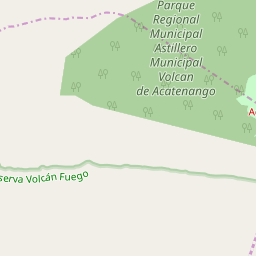 Parque
Regional
Municipal
Astillero
Municipal
Volcan
de Acatenango
serva Volcán Fuego